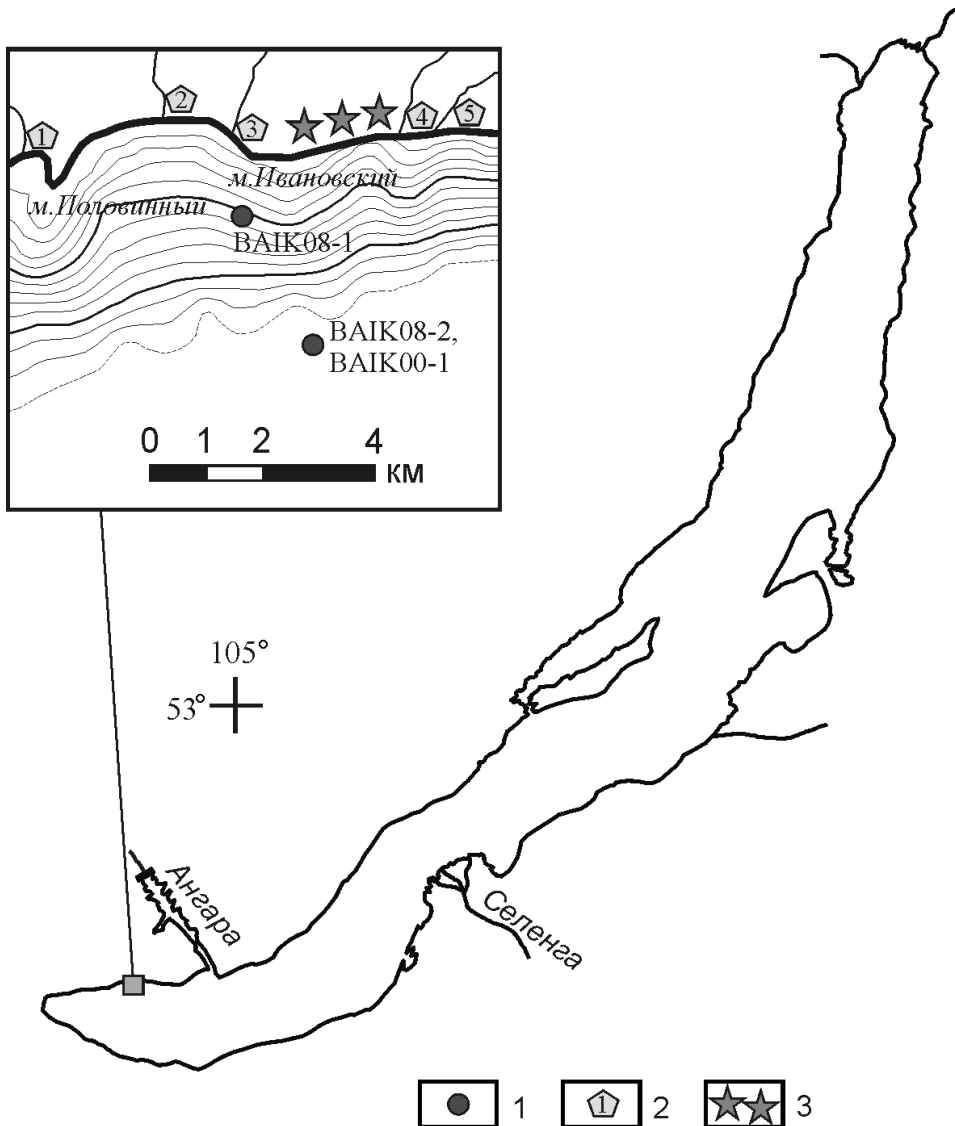 1
2
3
4
5
м.Ивановский
м.Половинный
BAIK08-1
BAIK08-2,
BAIK00-1
0 1 2 4
км
105°
53°
Ангара
Селенга
1 1 2 3